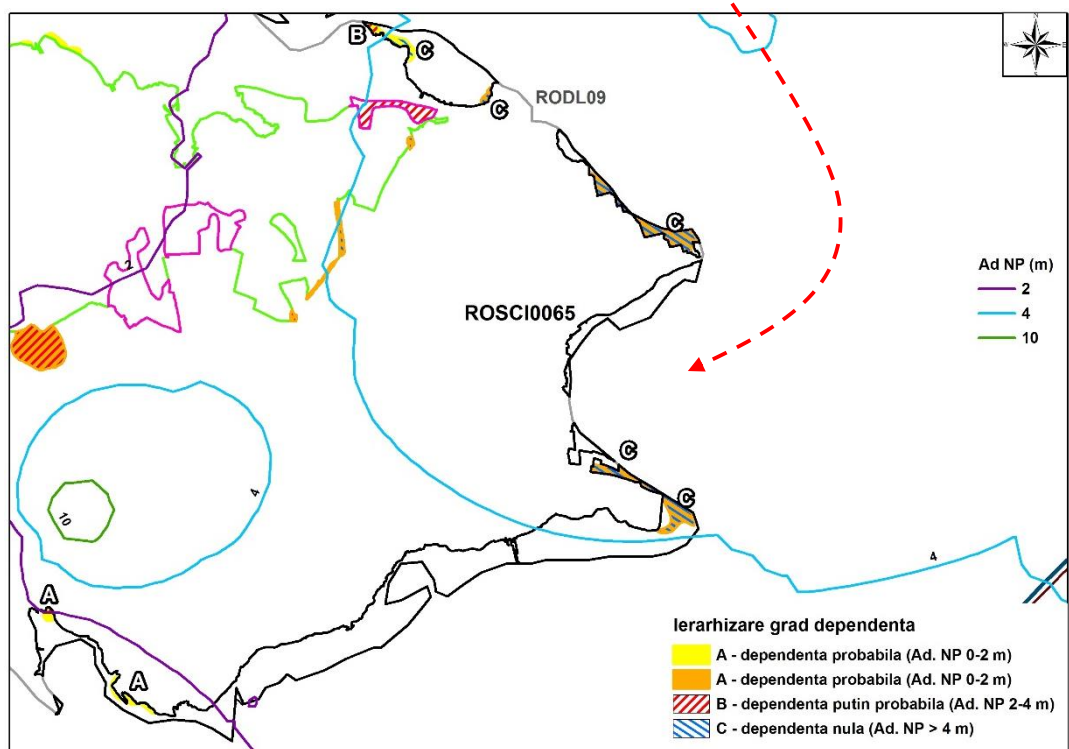 B
C
C
RODL09
C
2
Ad NP (m)
2
4
10
ROSCI0065
4
10
C
C
4
A
A
Ierarhizare grad dependenta
A - dependenta probabila (Ad. NP 0-2 m)
A - dependenta probabila (Ad. NP 0-2 m)
B - dependenta putin probabila (Ad. NP 2-4 m)
C - dependenta nula (Ad. NP > 4 m)